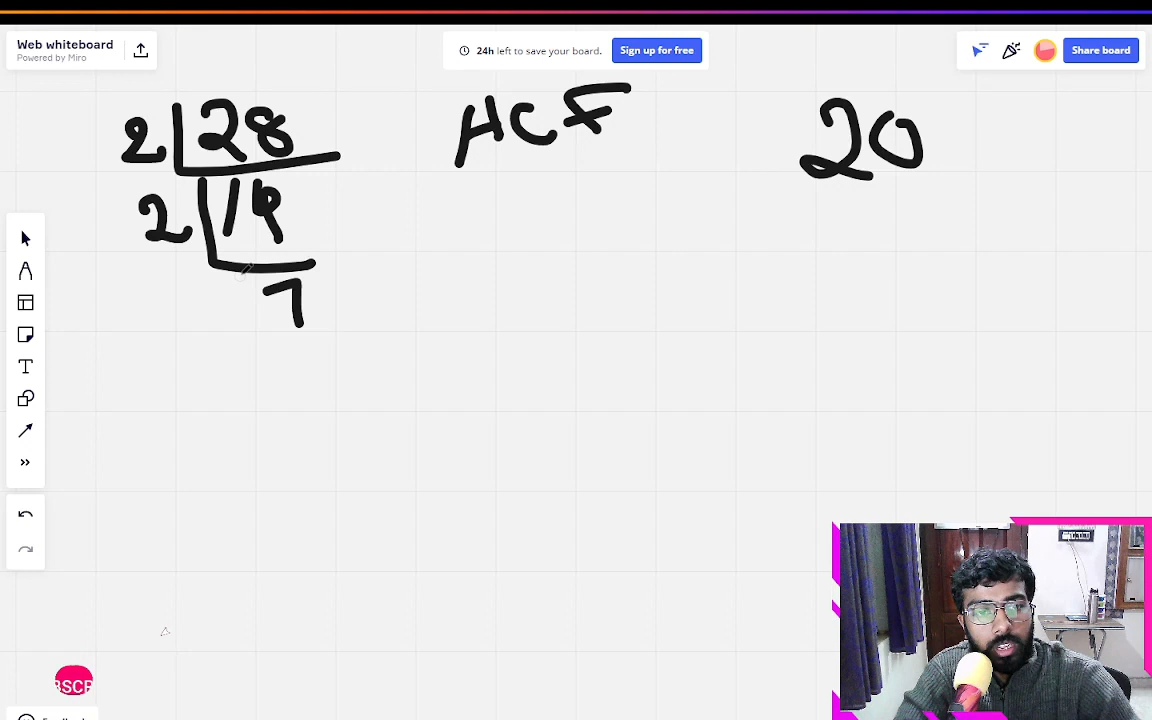 Web whiteboard
Powered by Miro
24h left to save your board.
Sign up for free
Share board
2 28 HCF 20
2 14
7
BSCR